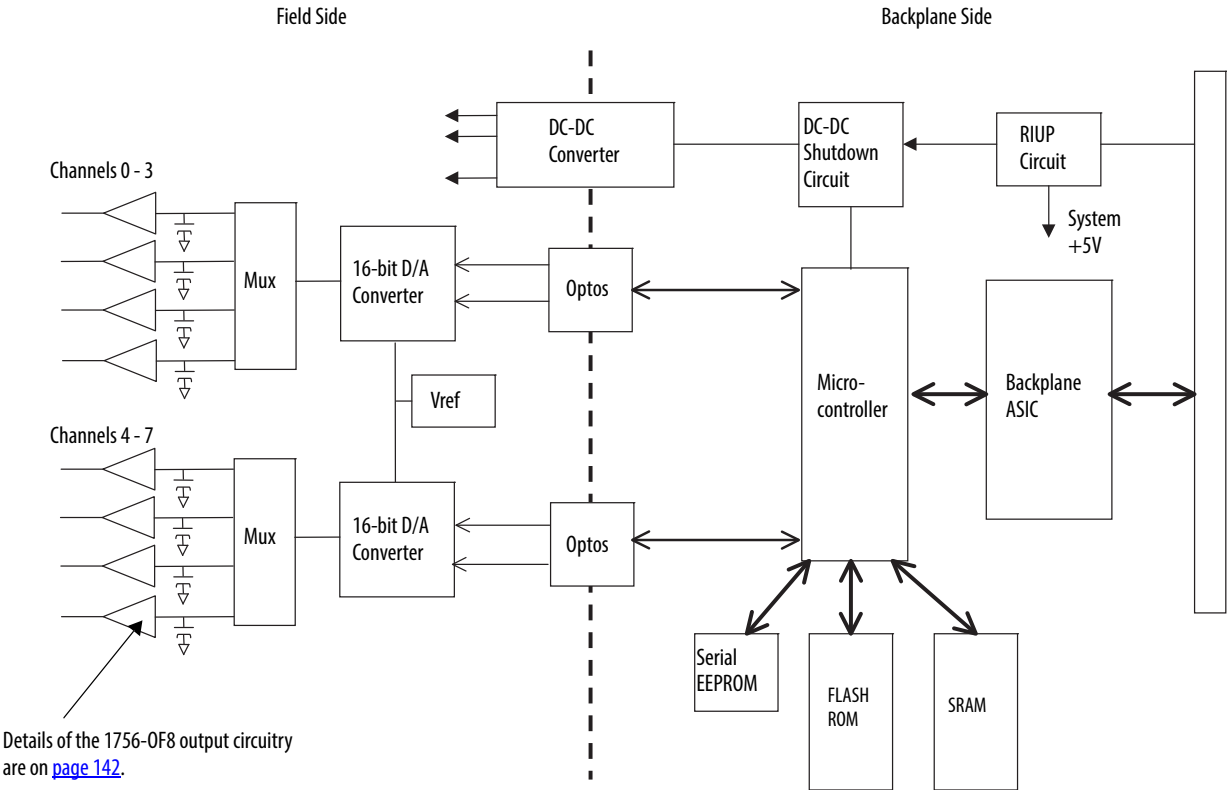 Field Side
Backplane Side
DC-DC
Converter
DC-DC
Shutdown
Circuit
RIUP
Circuit
System
+5V
Channels 0 - 3
Mux
16-bit D/A
Converter
Optos
Vref
Micro-
controller
Backplane
ASIC
Channels 4 - 7
Mux
16-bit D/A
Converter
Optos
Serial
EEPROM
FLASH
ROM
SRAM
Details of the 1756-OF8 output circuitry
are on page 142.